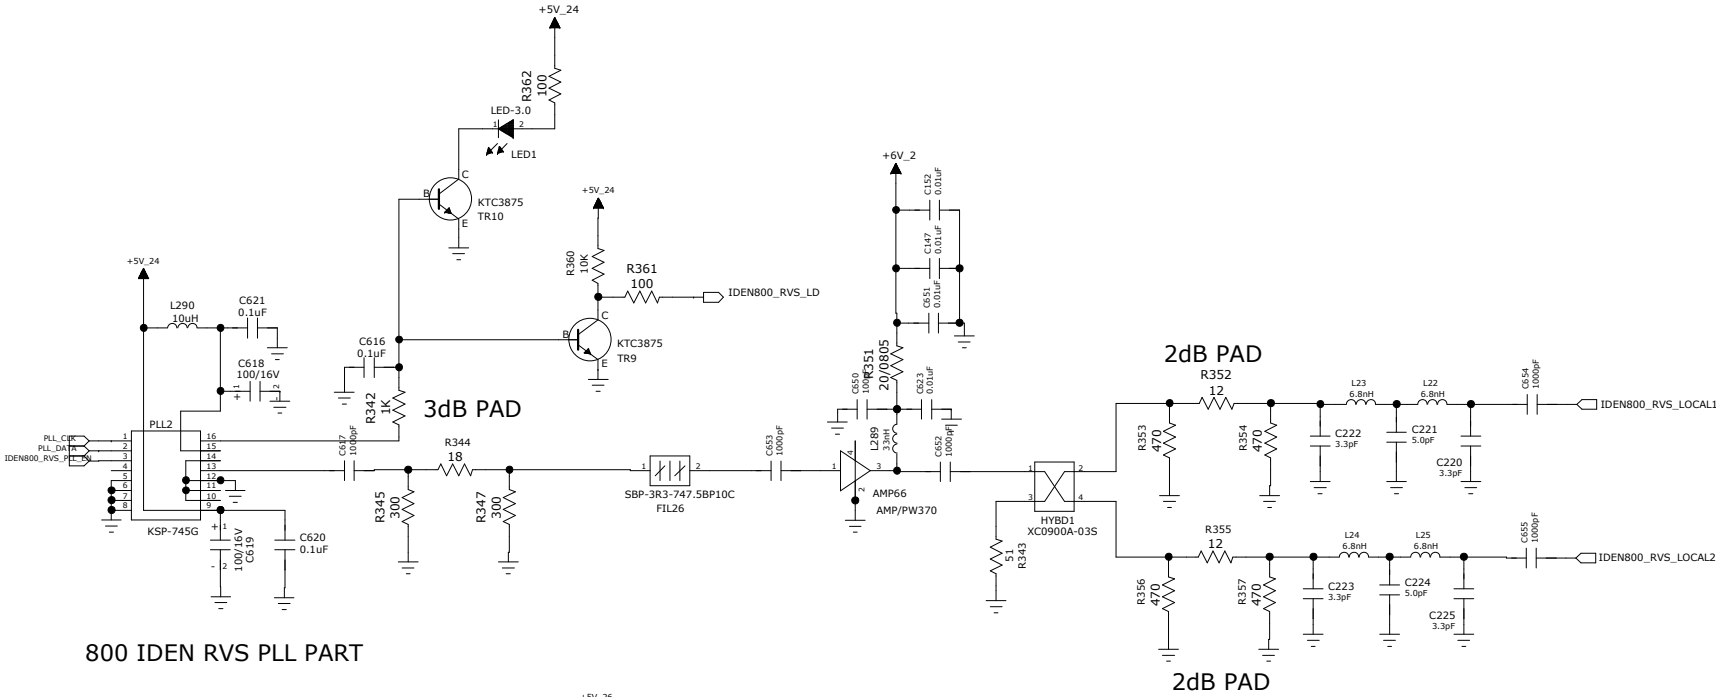 +5V_24
R362
100
LED-3.0
1
2
LED1
C
B
E
KTC3875
TR10
+5V_24
R360
10K
R361
100
IDEN800_RVS_LD
C
B
E
KTC3875
TR9
+5V_24
L290
10uH
C621
0.1uF
C618
100/16V
+
1
2
-
C616
0.1uF
R342
1K
3dB PAD
PLL2
PLL_CLK
PLL_DATA
IDEN800_RVS_PLL_EN
1
2
3
4
5
6
7
8
16
15
14
13
12
11
10
9
KSP-745G
+
1
-
2
100/16V
C619
C620
0.1uF
C617
1000pF
R344
18
R345
300
R347
300
1
2
SBP-3R3-747.5BP10C
FIL26
C653
1000pF
+6V_2
C152
0.01uF
C147
0.01uF
C651
0.01uF
R351
20/0805
C650
C623
0.01uF
L289
33nH
1
4
3
2
AMP66
AMP/PW370
C652
1000pF
1
2
3
4
HYBD1
XC0900A-03S
51
R343
2dB PAD
R352
12
R353
470
R354
470
L23
6.8nH
L22
6.8nH
C222
3.3pF
C221
5.0pF
C220
3.3pF
C654
1000pF
IDEN800_RVS_LOCAL1
R355
12
R356
470
R357
470
L24
6.8nH
L25
6.8nH
C223
3.3pF
C224
5.0pF
C225
3.3pF
C655
1000pF
IDEN800_RVS_LOCAL2
2dB PAD
800 IDEN RVS PLL PART